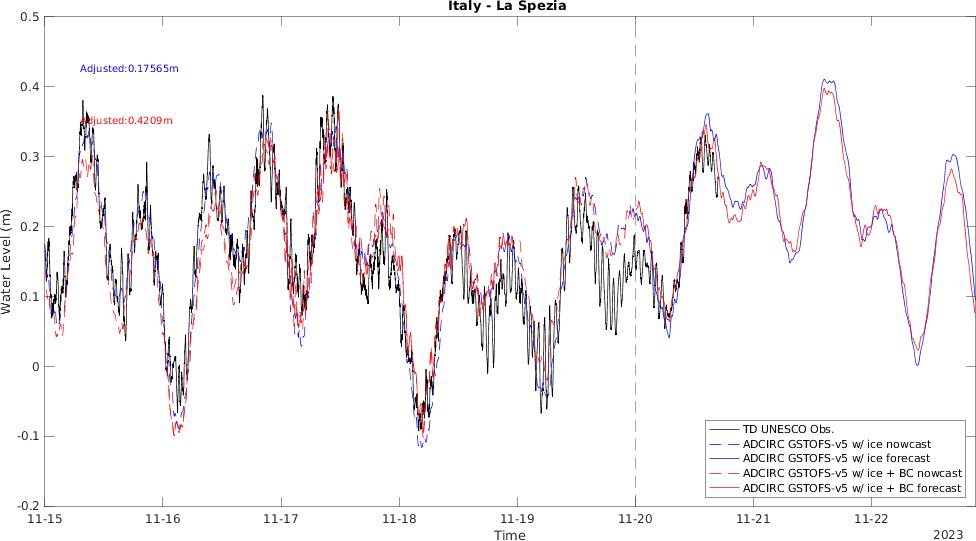 Italy - La Spezia
Water Level (m)
0.5
0.4
0.3
0.2
0.1
0
-0.1
-0.2
Adjusted:0.17565m
Adjusted:0.4209m
TD UNESCO Obs.
ADCIRC GSTOFS-v5 w/ ice nowcast
ADCIRC GSTOFS-v5 w/ ice forecast
ADCIRC GSTOFS-v5 w/ ice + BC nowcast
ADCIRC GSTOFS-v5 w/ ice + BC forecast
11-15 11-16 11-17 11-18 11-19 11-20 11-21 11-22
Time
2023